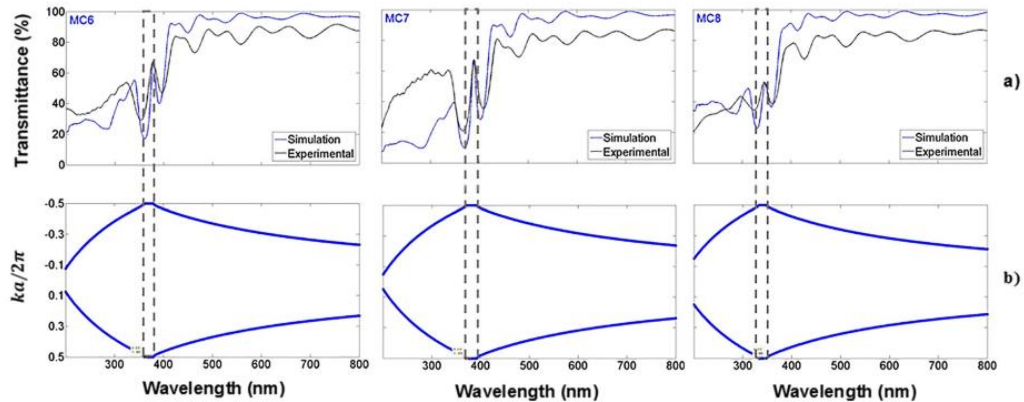 Transmittance (%)
100
80
60
40
20
0
MC6
Simulation
Experimental
MC7
Simulation
Experimental
MC8
Simulation
Experimental
a)
ka/2π
-0.5
-0.3
-0.1
0.1
0.3
0.5
b)
300 400 500 600 700 800
200 300 400 500 600 700 800
200 300 400 500 600 700 800
Wavelength (nm)
Wavelength (nm)
Wavelength (nm)